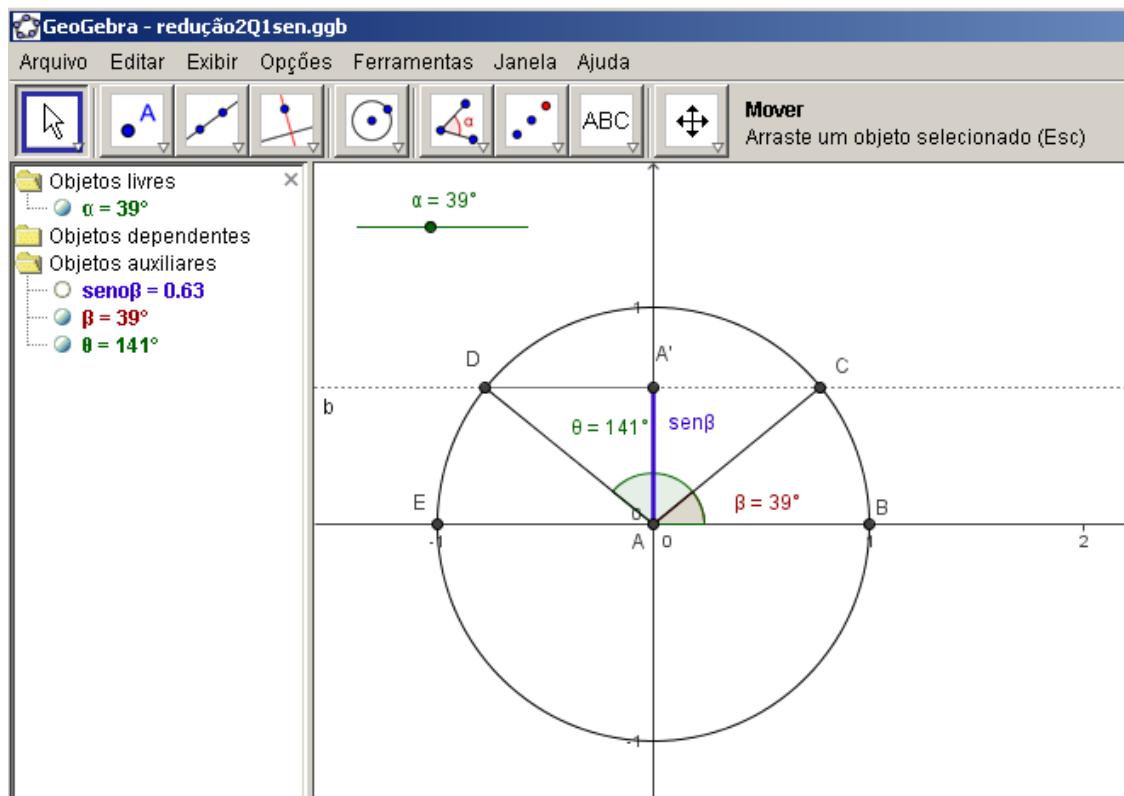 GeoGebra - redução2Q1sen.ggb
Arquivo Editar Exibir Opções Ferramentas Janela Ajuda
A
α
ABC
Mover
Arraste um objeto selecionado (Esc)
Objetos livres
α = 39°
Objetos dependentes
Objetos auxiliares
senoβ = 0.63
β = 39°
θ = 141°
α = 39°
1
D
A'
C
b
θ = 141°
senβ
E
β = 39°
B
0
-1
A
0
1
2
-1